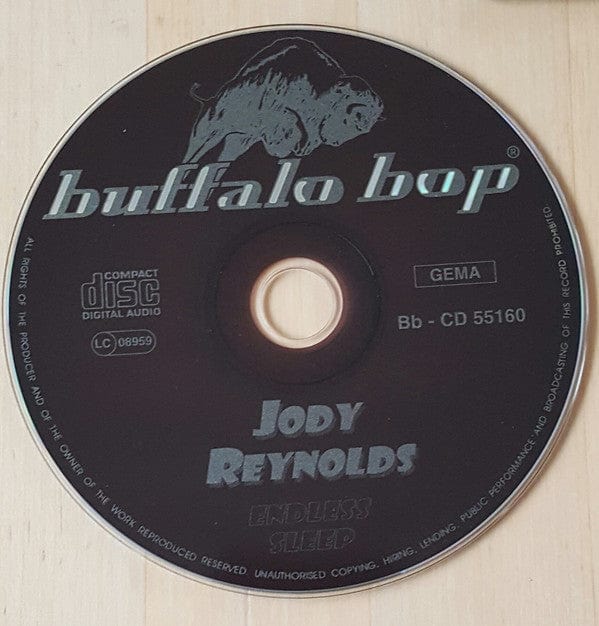 buffalo bop®
COMPACT
disc
DIGITAL AUDIO
LC 08959
GEMA
Bb - CD 55160
JODY
REYNOLDS
ENDLESS
SLEEP
ALL RIGHTS OF THE PRODUCER AND OF THE OWNER OF THE WORK REPRODUCED RESERVED. UNAUTHORISED COPYING, HIRING, LENDING, PUBLIC PERFORMANCE AND BROADCASTING OF THIS RECORD PROHIBITED.